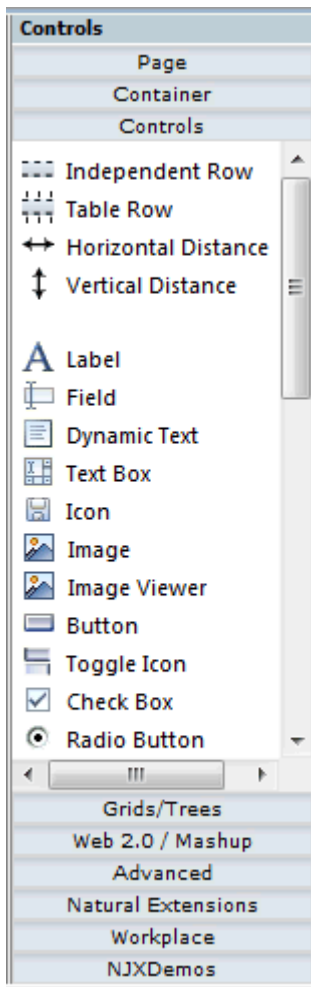 Controls
Page
Container
Controls
Independent Row
Table Row
Horizontal Distance
Vertical Distance
Label
Field
Dynamic Text
Text Box
Icon
Image
Image Viewer
Button
Toggle Icon
Check Box
Radio Button
Grids/Trees
Web 2.0 / Mashup
Advanced
Natural Extensions
Workplace
NJXDemos